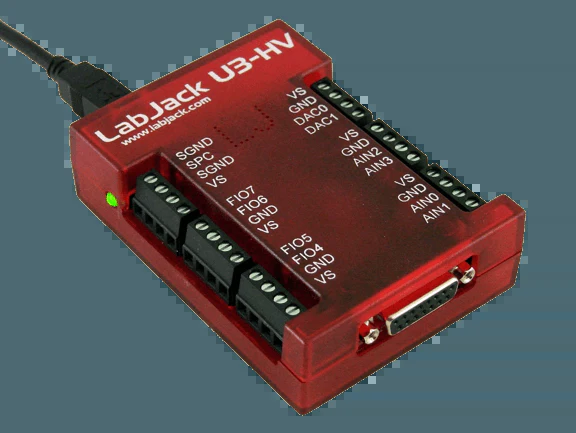 LabJack U3-HV
www.labjack.com
SGND
SPC
SGND
VS
FIO7
FIO6
GND
VS
FIO5
FIO4
GND
VS
VS
GND
DAC0
DAC1
VS
GND
AIN2
AIN3
VS
GND
AIN0
AIN1